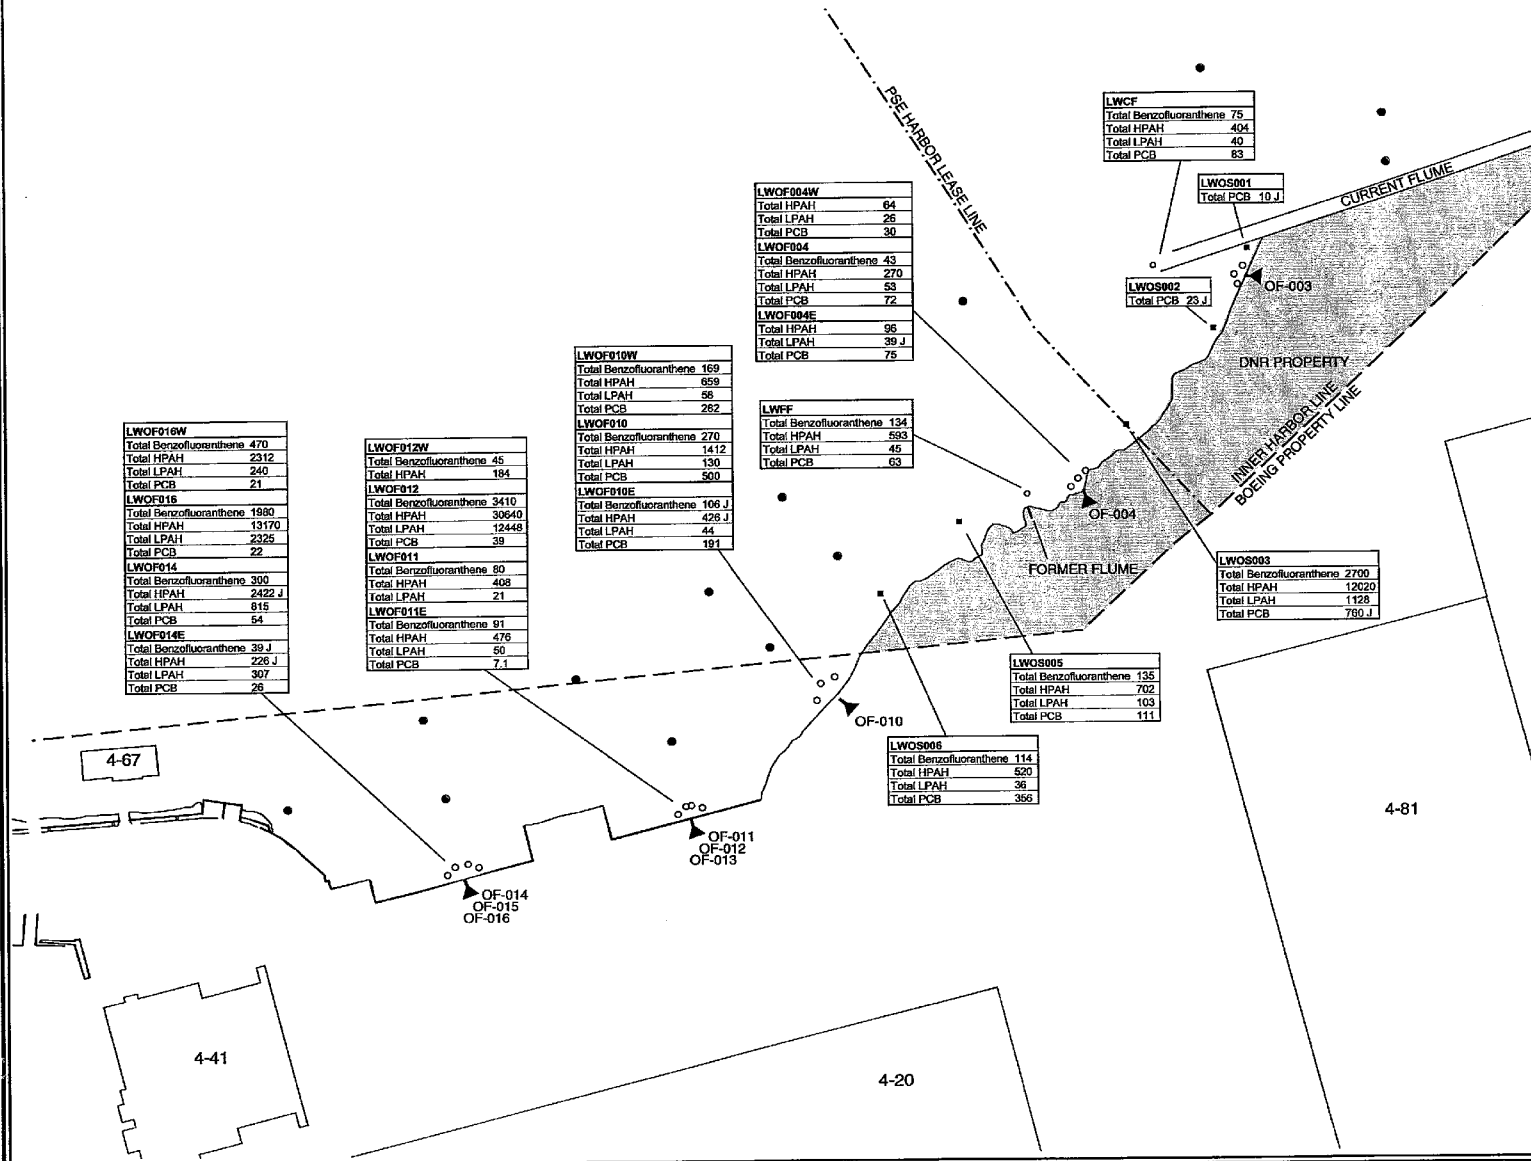 PSE HARBOR LEASE LINE
LWCF
Total Benzofluoranthene 75
Total HPAH 404
Total LPAH 40
Total PCB 83
LWOS001
Total PCB 10 J
CURRENT FLUME
LWOS002
Total PCB 23 J
OF-003
DNR PROPERTY
INNER HARBOR LINE
BOEING PROPERTY LINE
LWOF004W
Total HPAH 64
Total LPAH 26
Total PCB 30
LWOF004
Total Benzofluoranthene 43
Total HPAH 270
Total LPAH 53
Total PCB 72
LWOF004E
Total HPAH 96
Total LPAH 39 J
Total PCB 75
LWFF
Total Benzofluoranthene 134
Total HPAH 593
Total LPAH 45
Total PCB 63
OF-004
FORMER FLUME
LWOF010W
Total Benzofluoranthene 169
Total HPAH 659
Total LPAH 58
Total PCB 262
LWOF010
Total Benzofluoranthene 270
Total HPAH 1412
Total LPAH 130
Total PCB 500
LWOF010E
Total Benzofluoranthene 106 J
Total HPAH 426 J
Total LPAH 44
Total PCB 191
LWOF016W
Total Benzofluoranthene 470
Total HPAH 2312
Total LPAH 240
Total PCB 21
LWOF016
Total Benzofluoranthene 1980
Total HPAH 13170
Total LPAH 2325
Total PCB 22
LWOF014
Total Benzofluoranthene 300
Total HPAH 2422 J
Total LPAH 815
Total PCB 54
LWOF014E
Total Benzofluoranthene 39 J
Total HPAH 226 J
Total LPAH 307
Total PCB 26
LWOF012W
Total Benzofluoranthene 45
Total HPAH 184
LWOF012
Total Benzofluoranthene 3410
Total HPAH 30640
Total LPAH 12448
Total PCB 39
LWOF011
Total Benzofluoranthene 80
Total HPAH 408
Total LPAH 21
LWOF011E
Total Benzofluoranthene 91
Total HPAH 476
Total LPAH 50
Total PCB 7.1
LWOS003
Total Benzofluoranthene 2700
Total HPAH 12020
Total LPAH 1128
Total PCB 760 J
LWOS005
Total Benzofluoranthene 135
Total HPAH 702
Total LPAH 103
Total PCB 111
LWOS006
Total Benzofluoranthene 114
Total HPAH 520
Total LPAH 36
Total PCB 356
OF-010
4-67
OF-011
OF-012
OF-013
OF-014
OF-015
OF-016
4-81
4-41
4-20